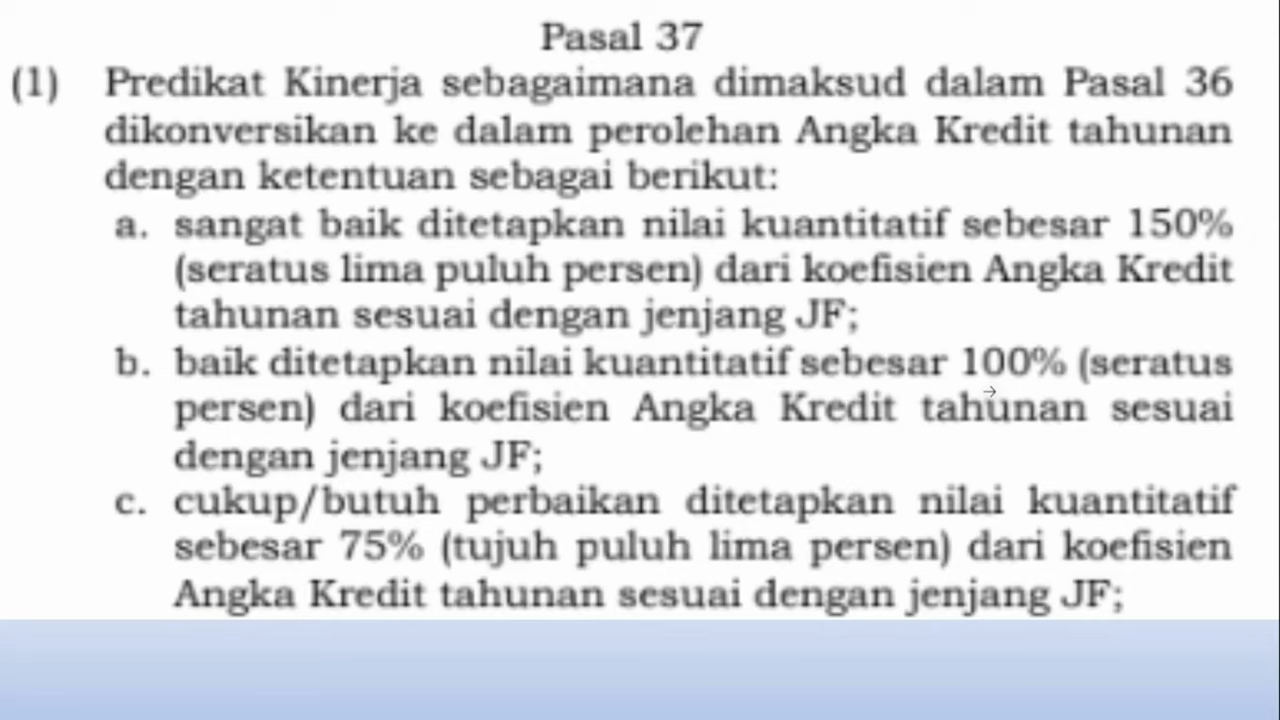 Pasal 37
(1) Predikat Kinerja sebagaimana dimaksud dalam Pasal 36
dikonversikan ke dalam perolehan Angka Kredit tahunan
dengan ketentuan sebagai berikut:
a. sangat baik ditetapkan nilai kuantitatif sebesar 150%
(seratus lima puluh persen) dari koefisien Angka Kredit
tahunan sesuai dengan jenjang JF;
b. baik ditetapkan nilai kuantitatif sebesar 100% (seratus
persen) dari koefisien Angka Kredit tahunan sesuai
dengan jenjang JF;
c. cukup/butuh perbaikan ditetapkan nilai kuantitatif
sebesar 75% (tujuh puluh lima persen) dari koefisien
Angka Kredit tahunan sesuai dengan jenjang JF;